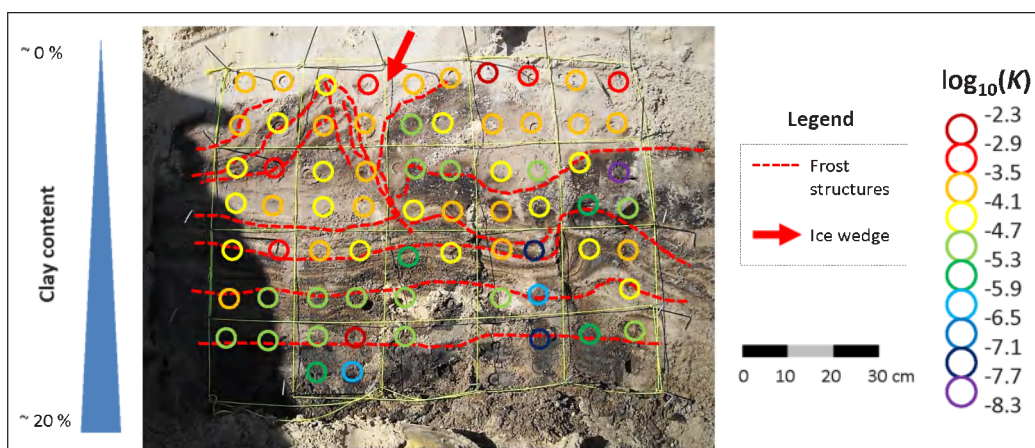 ~ 0 %
Clay content
~ 20 %
Legend
Frost
structures
Ice wedge
0 10 20 30 cm
log10(K)
-2.3
-2.9
-3.5
-4.1
-4.7
-5.3
-5.9
-6.5
-7.1
-7.7
-8.3